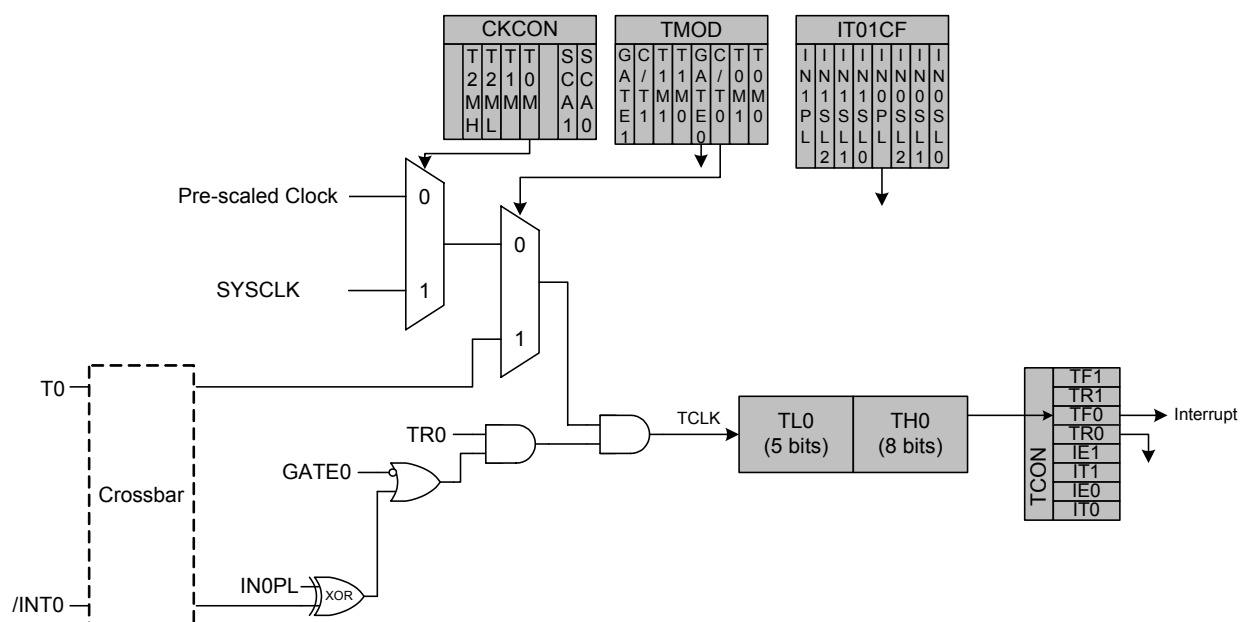 CKCON
TMOD
IT01CF
T2MH
T2ML
T1M
T0M
SCA1
SCA0
GATE1
C/T1
T1M1
T1M0
GATE0
C/T0
T0M1
T0M0
IN1PL
IN1SL2
IN1SL1
IN1SL0
IN0PL
IN0SL2
IN0SL1
IN0SL0
Pre-scaled Clock
0
0
SYSCLK
1
1
T0
Crossbar
/INT0
TR0
GATE0
IN0PL
XOR
TCLK
TL0
(5 bits)
TH0
(8 bits)
TCON
TF1
TR1
TF0
TR0
IE1
IT1
IE0
IT0
Interrupt